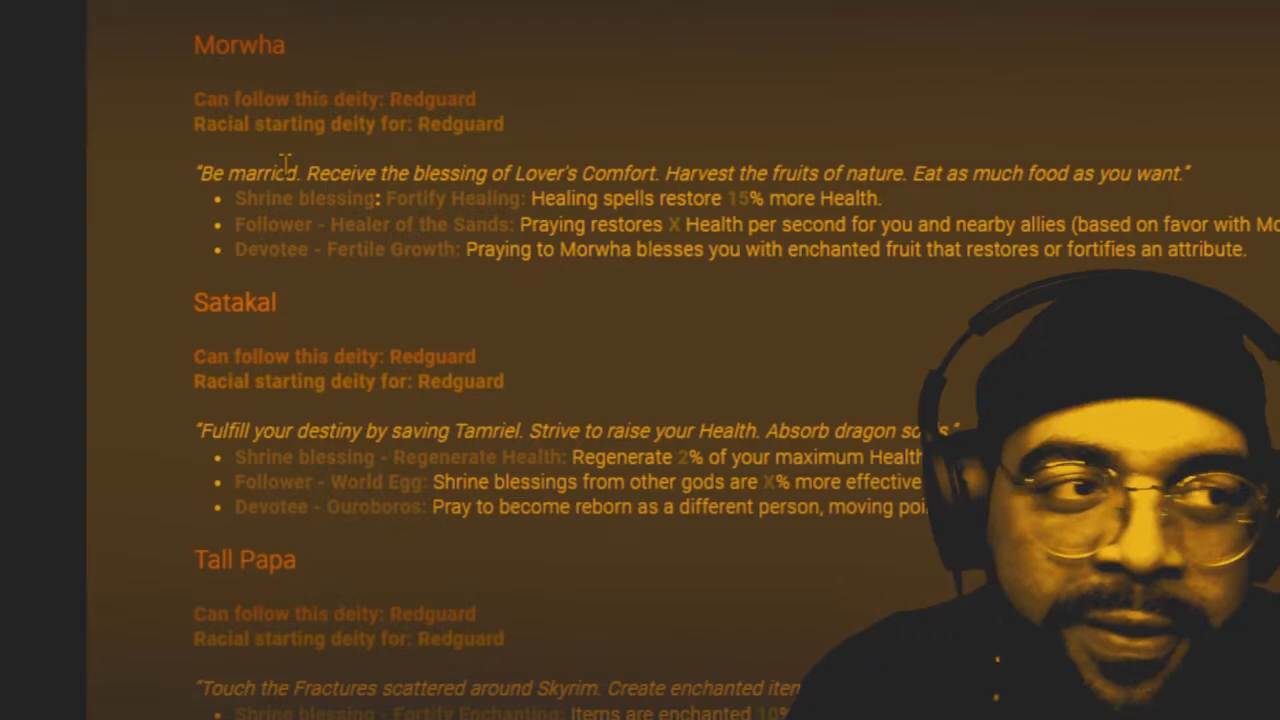 Morwha
Can follow this deity: Redguard
Racial starting deity for: Redguard
"Be married. Receive the blessing of Lover's Comfort. Harvest the fruits of nature. Eat as much food as you want."
Shrine blessing: Fortify Healing: Healing spells restore 15% more Health.
Follower - Healer of the Sands: Praying restores X Health per second for you and nearby allies (based on favor with
Devotee - Fertile Growth: Praying to Morwha blesses you with enchanted fruit that restores or fortifies an attribute.
Satakal
Can follow this deity: Redguard
Racial starting deity for: Redguard
"Fulfill your destiny by saving Tamriel. Strive to raise your Health. Absorb dragon
Shrine blessing - Regenerate Health: Regenerate 2% of your maximum Health
Follower - World Egg: Shrine blessings from other gods are X% more effective
Devotee - Ouroboros: Pray to become reborn as a different person, moving
Tall Papa
Can follow this deity: Redguard
Racial starting deity for: Redguard
"Touch the Fractures scattered around Skyrim. Create enchanted
Shrine blessing - Fortify Enchanting: Items are enchanted 10%